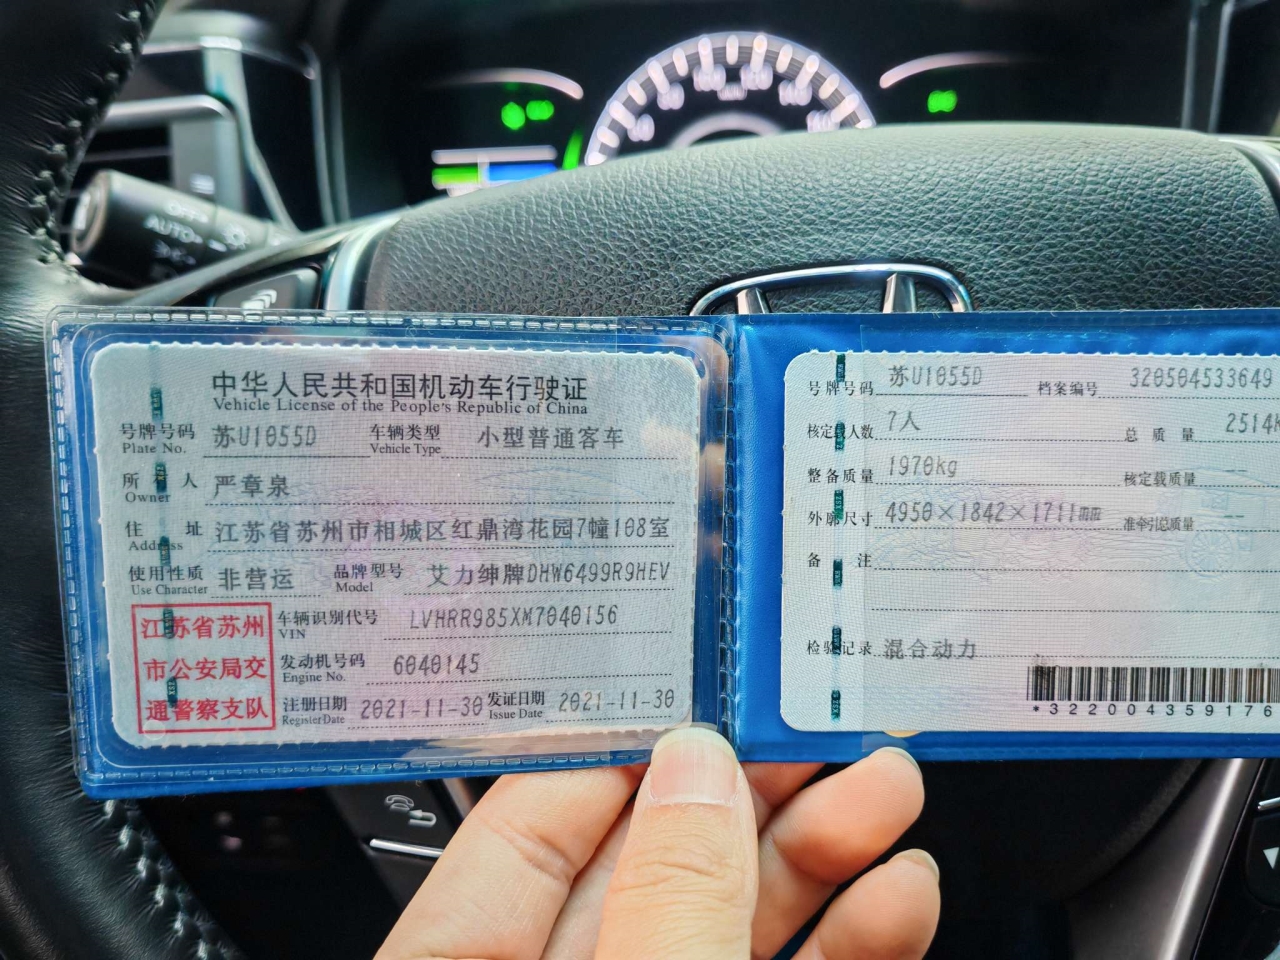 OFF
AUTO
中华人民共和国机动车行驶证
Vehicle License of the People's Republic of China
号牌号码 苏U1055D 车辆类型 小型普通客车
Plate No. Vehicle Type
所 有 人 严章泉
Owner
住 址 江苏省苏州市相城区红鼎湾花园7幢108室
Address
使用性质 非营运 品牌型号 艾力绅牌DHW6499R9HEV
Use Character Model
江苏省苏州
市公安局交
通警察支队
车辆识别代号 LVHRR985XM7040156
VIN
发动机号码 6040145
Engine No.
注册日期 2021-11-30 发证日期 2021-11-30
Register Date Issue Date
号牌号码 苏U1055D 档案编号 320504533649
核定载人数 7人 总 质 量 2514k
整备质量 1970kg 核定载质量
外廓尺寸 4950×1842×1711 准牵引总质量
备 注
检验记录 混合动力
*322004359176